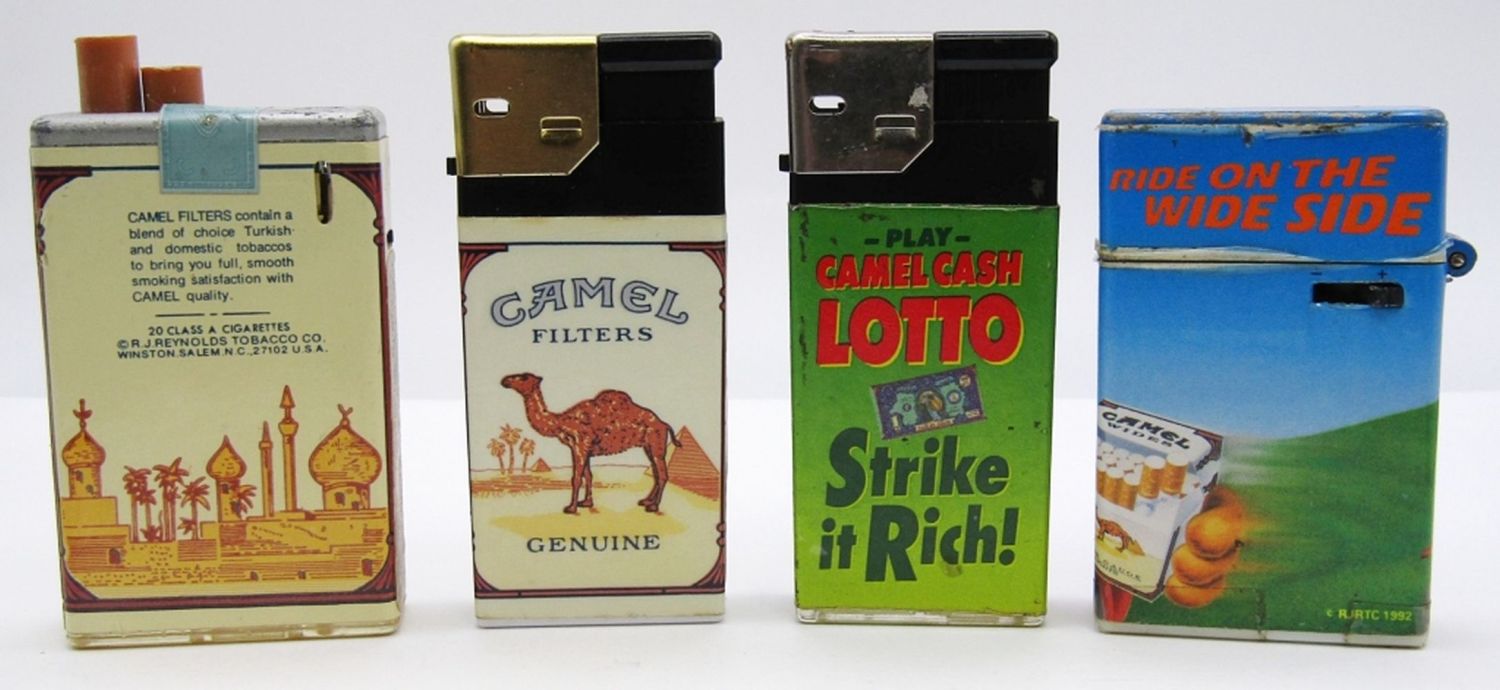 CAMEL FILTERS contain a
blend of choice Turkish
and domestic tobaccos
to bring you full, smooth
smoking satisfaction with
CAMEL quality.
20 CLASS A CIGARETTES
© R.J.REYNOLDS TOBACCO CO.
WINSTON.SALEM.N.C.,27102 U.S.A.
CAMEL
FILTERS
GENUINE
- PLAY -
CAMEL CASH
LOTTO
Strike
it Rich!
RIDE ON THE
WIDE SIDE
- +
CAMEL
WIDES
© RJRTC 1992